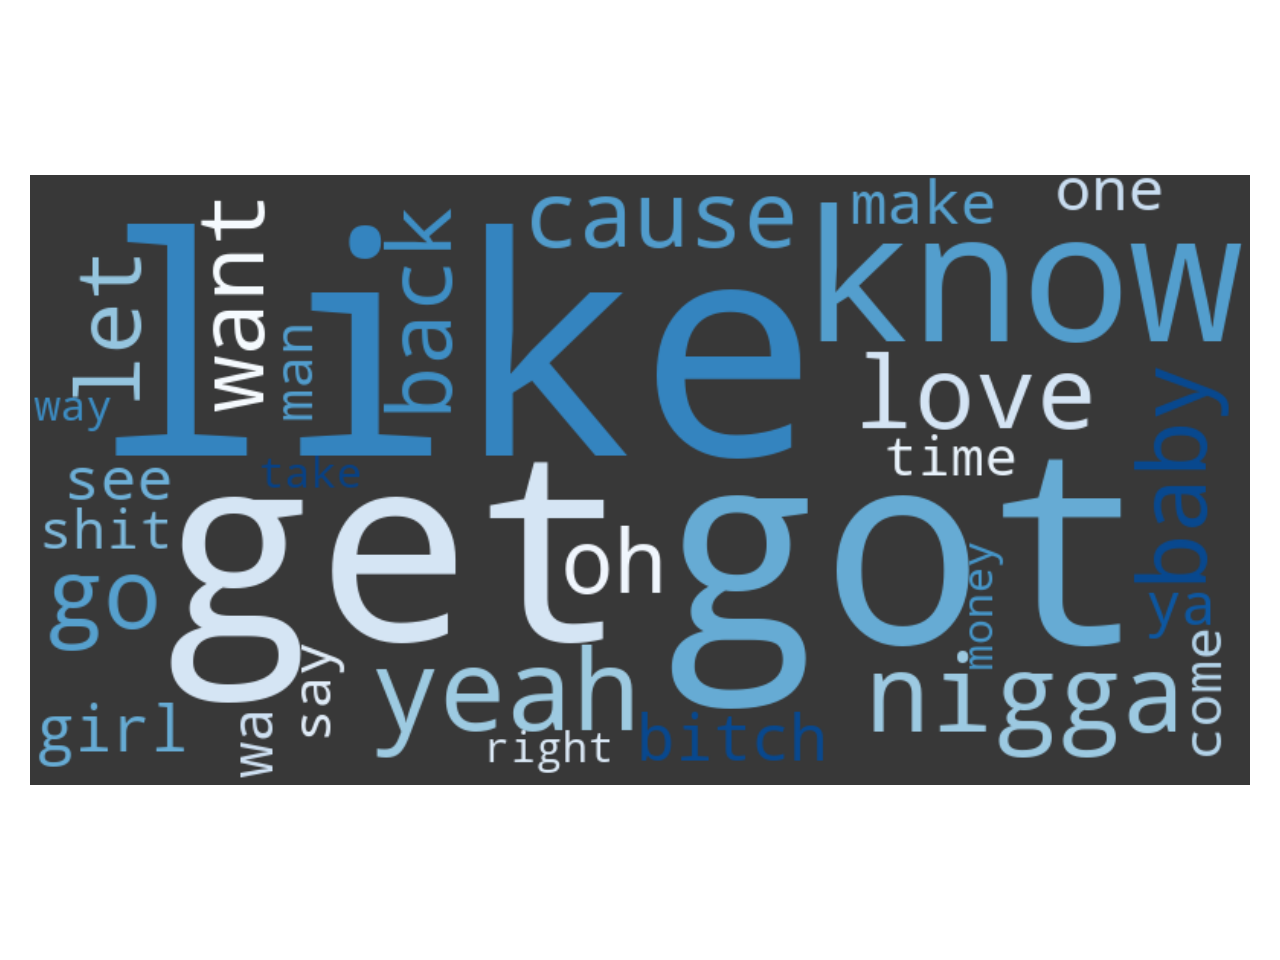 like
get
got
know
want
let
back
man
way
cause
make
one
love
time
baby
see
take
shit
go
oh
money
ya
come
yeah
nigga
say
wa
girl
right
bitch